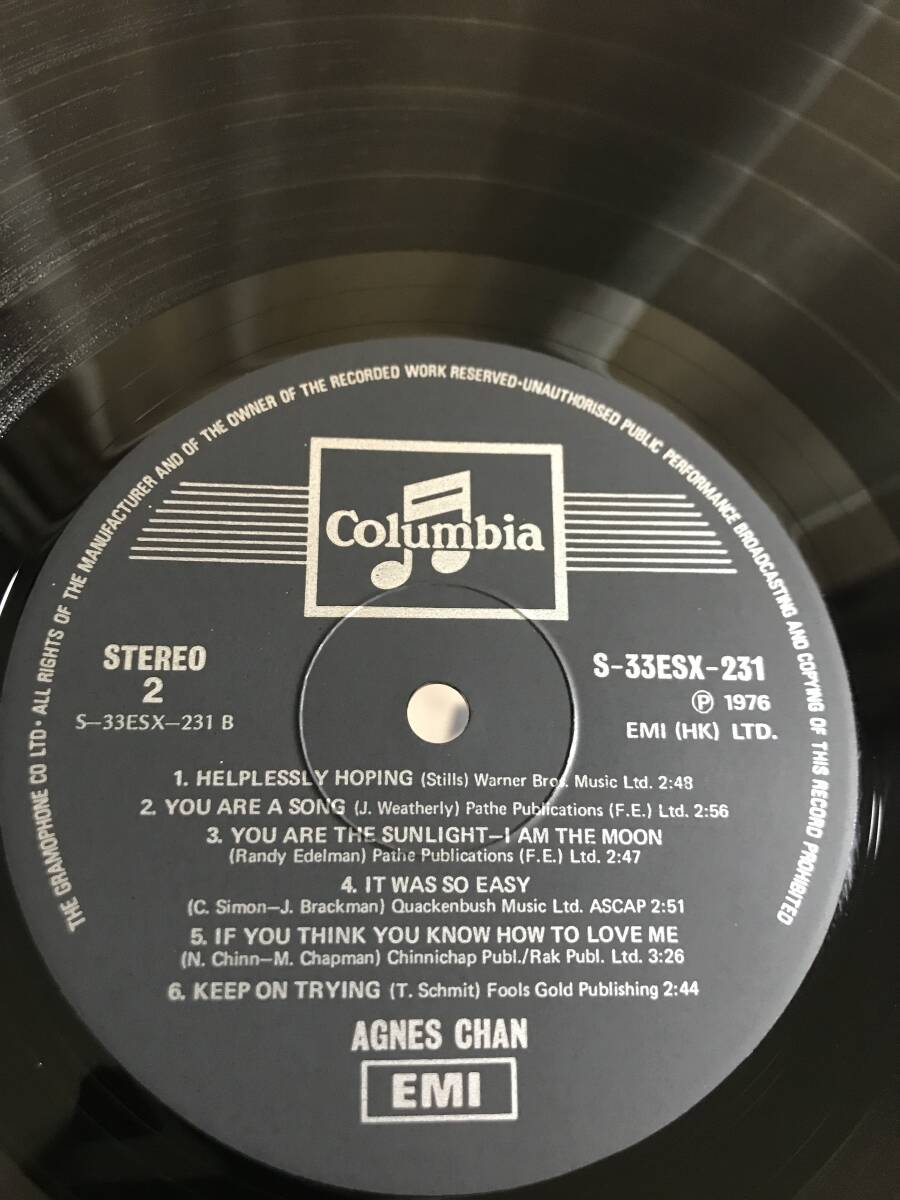 THE GRAMOPHONE CO LTD · ALL RIGHTS OF THE MANUFACTURER AND OF THE OWNER OF THE RECORDED WORK RESERVED·UNAUTHORISED PUBLIC PERFORMANCE BROADCASTING AND COPYING OF THIS RECORD PROHIBITED
Columbia
STEREO
2
S–33ESX–231 B
S-33ESX-231
Ⓟ 1976
EMI (HK) LTD.
1. HELPLESSLY HOPING (Stills) Warner Bros. Music Ltd. 2:48
2. YOU ARE A SONG (J. Weatherly) Pathe Publications (F.E.) Ltd. 2:56
3. YOU ARE THE SUNLIGHT–I AM THE MOON
(Randy Edelman) Pathe Publications (F.E.) Ltd. 2:47
4. IT WAS SO EASY
(C. Simon–J. Brackman) Quackenbush Music Ltd. ASCAP 2:51
5. IF YOU THINK YOU KNOW HOW TO LOVE ME
(N. Chinn–M. Chapman) Chinnichap Publ./Rak Publ. Ltd. 3:26
6. KEEP ON TRYING (T. Schmit) Fools Gold Publishing 2:44
AGNES CHAN
EMI